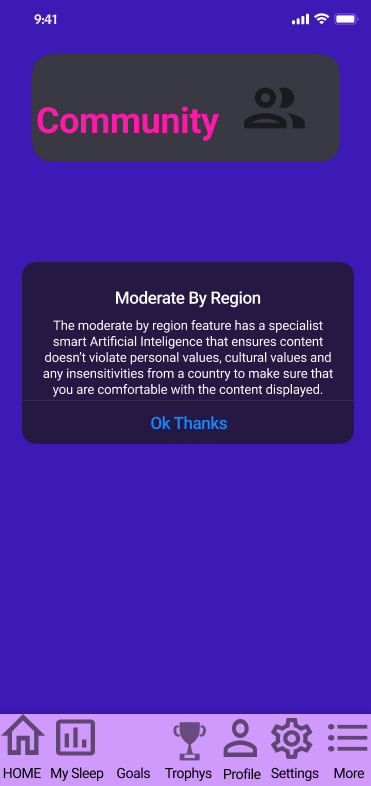 9:41
Community
Moderate By Region
The moderate by region feature has a specialist
smart Artificial Inteligence that ensures content
doesn't violate personal values, cultural values and
any insensitivities from a country to make sure that
you are comfortable with the content displayed.
Ok Thanks
HOME My Sleep Goals Trophys Profile Settings More